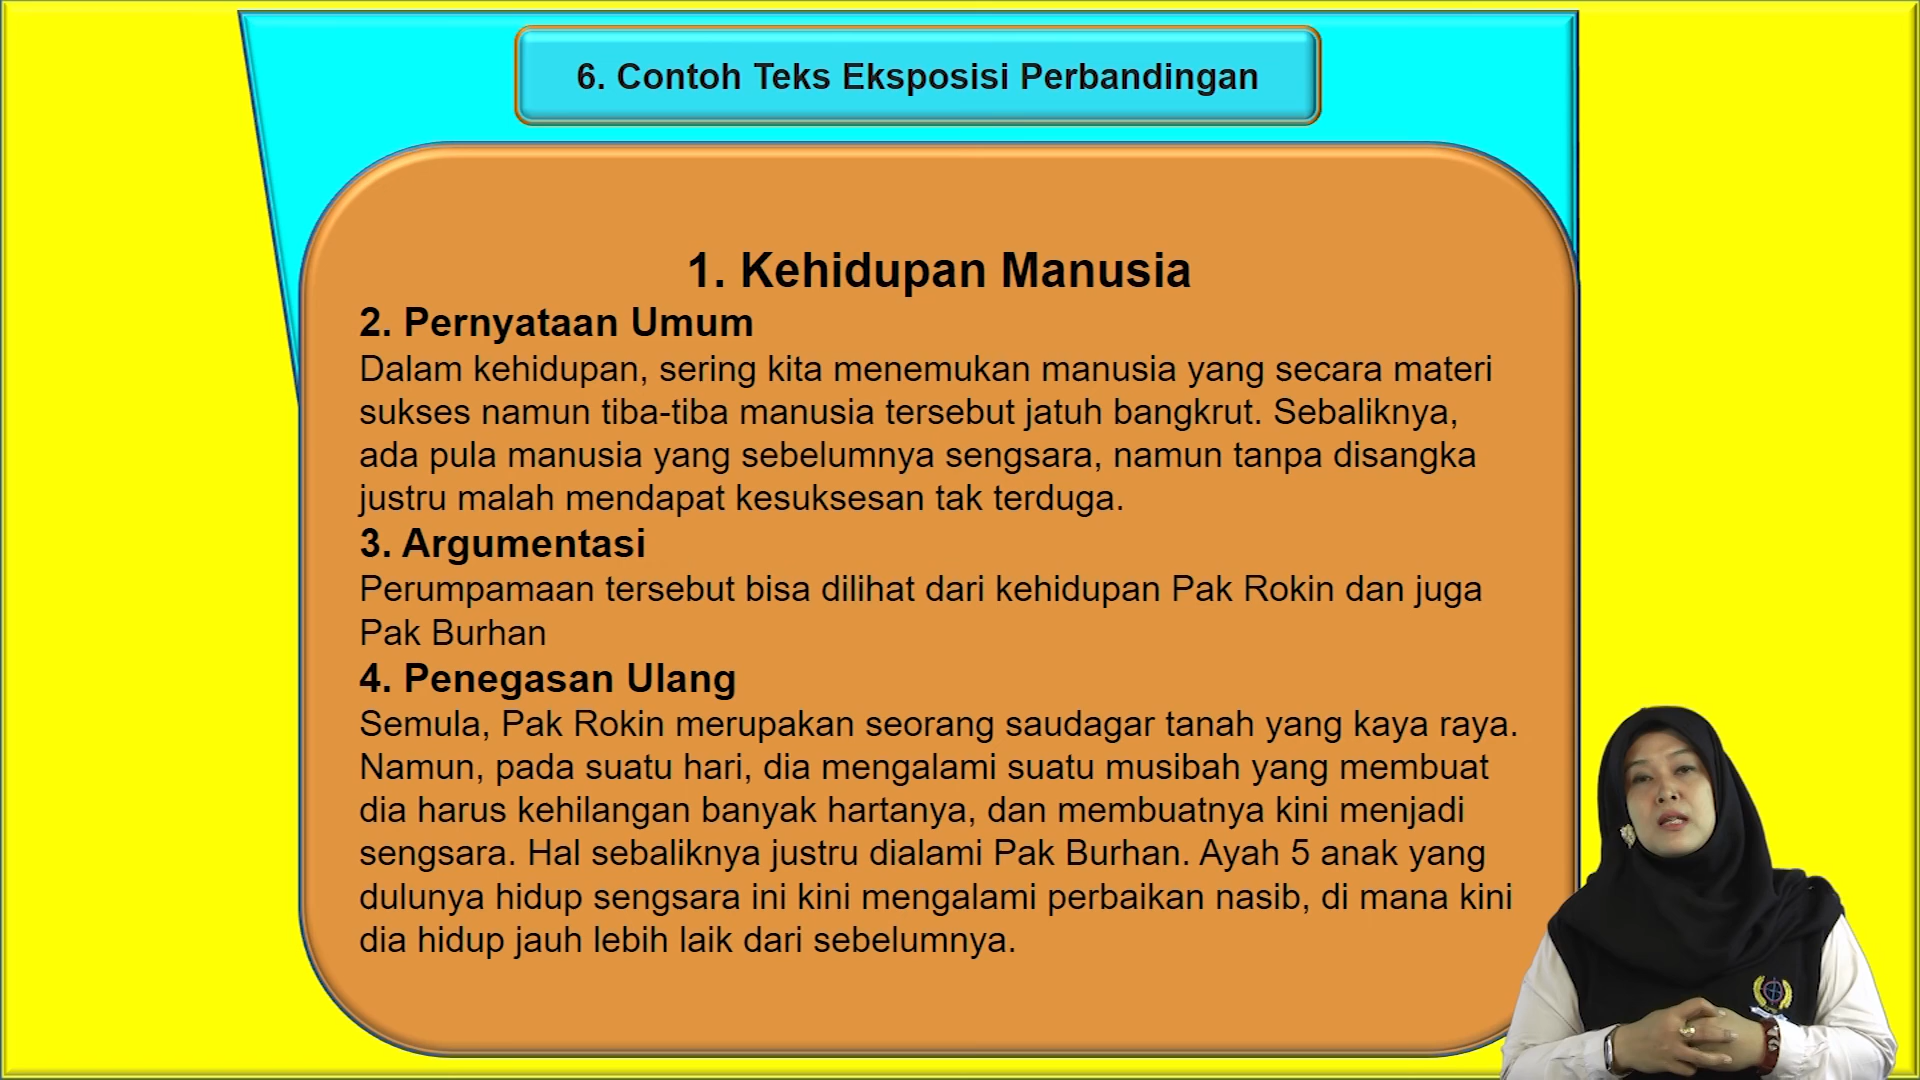 6. Contoh Teks Eksposisi Perbandingan
1. Kehidupan Manusia
2. Pernyataan Umum
Dalam kehidupan, sering kita menemukan manusia yang secara materi
sukses namun tiba-tiba manusia tersebut jatuh bangkrut. Sebaliknya,
ada pula manusia yang sebelumnya sengsara, namun tanpa disangka
justru malah mendapat kesuksesan tak terduga.
3. Argumentasi
Perumpamaan tersebut bisa dilihat dari kehidupan Pak Rokin dan juga
Pak Burhan
4. Penegasan Ulang
Semula, Pak Rokin merupakan seorang saudagar tanah yang kaya raya.
Namun, pada suatu hari, dia mengalami suatu musibah yang membuat
dia harus kehilangan banyak hartanya, dan membuatnya kini menjadi
sengsara. Hal sebaliknya justru dialami Pak Burhan. Ayah 5 anak yang
dulunya hidup sengsara ini kini mengalami perbaikan nasib, di mana kini
dia hidup jauh lebih laik dari sebelumnya.